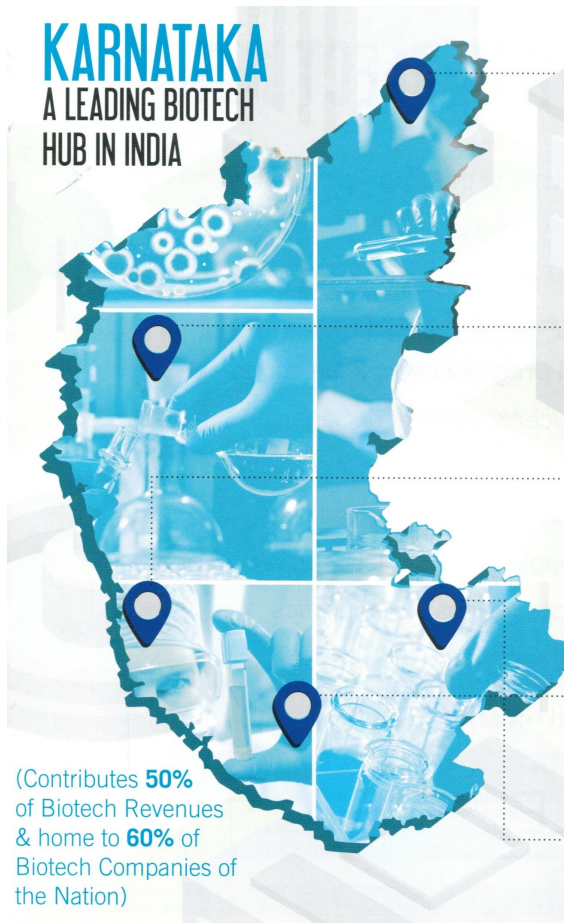 KARNATAKA
A LEADING BIOTECH
HUB IN INDIA
(Contributes 50%
of Biotech Revenues
& home to 60% of
Biotech Companies of
the Nation)